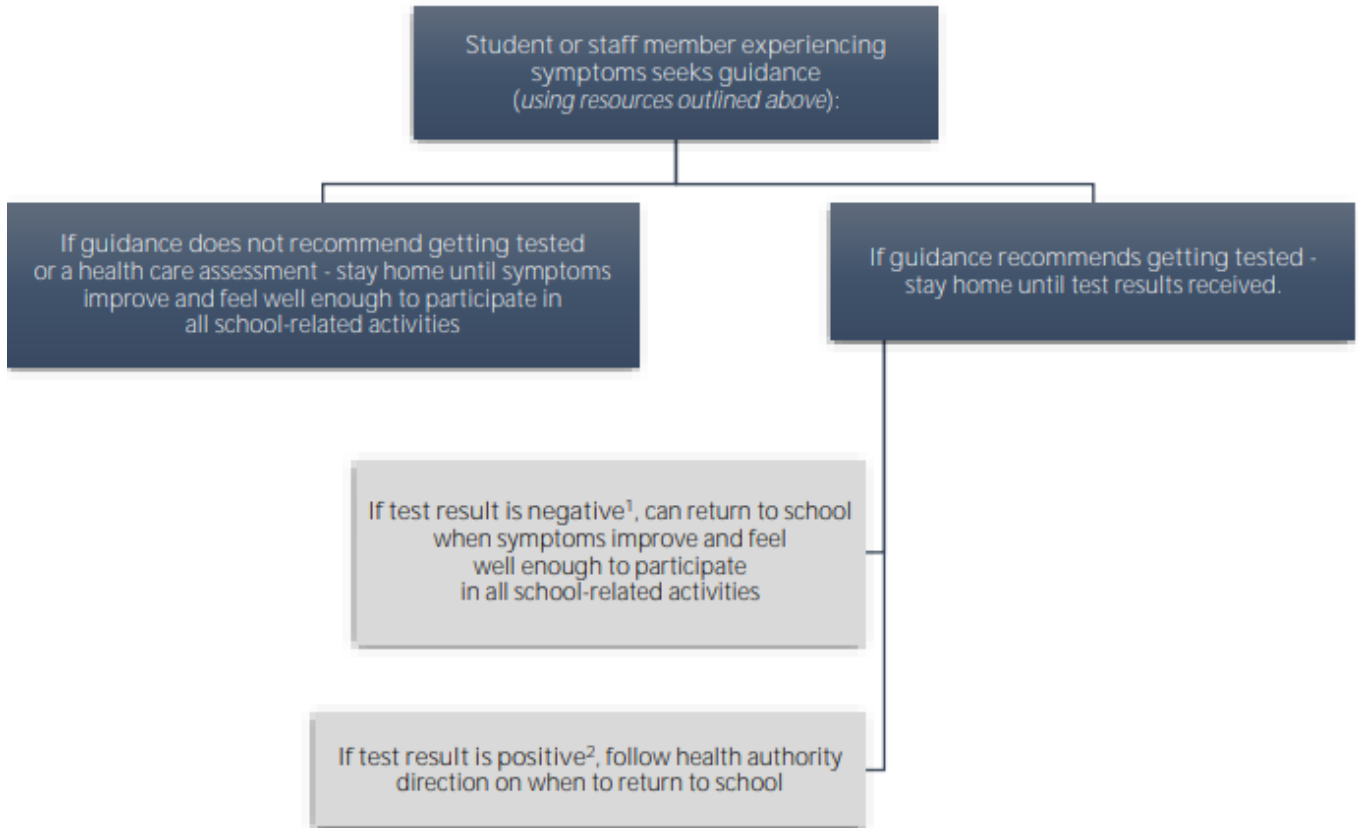 Student or staff member experiencing
symptoms seeks guidance
(using resources outlined above):
If guidance does not recommend getting tested
or a health care assessment - stay home until symptoms
improve and feel well enough to participate in
all school-related activities
If guidance recommends getting tested -
stay home until test results received.
If test result is negative¹, can return to school
when symptoms improve and feel
well enough to participate
in all school-related activities
If test result is positive², follow health authority
direction on when to return to school